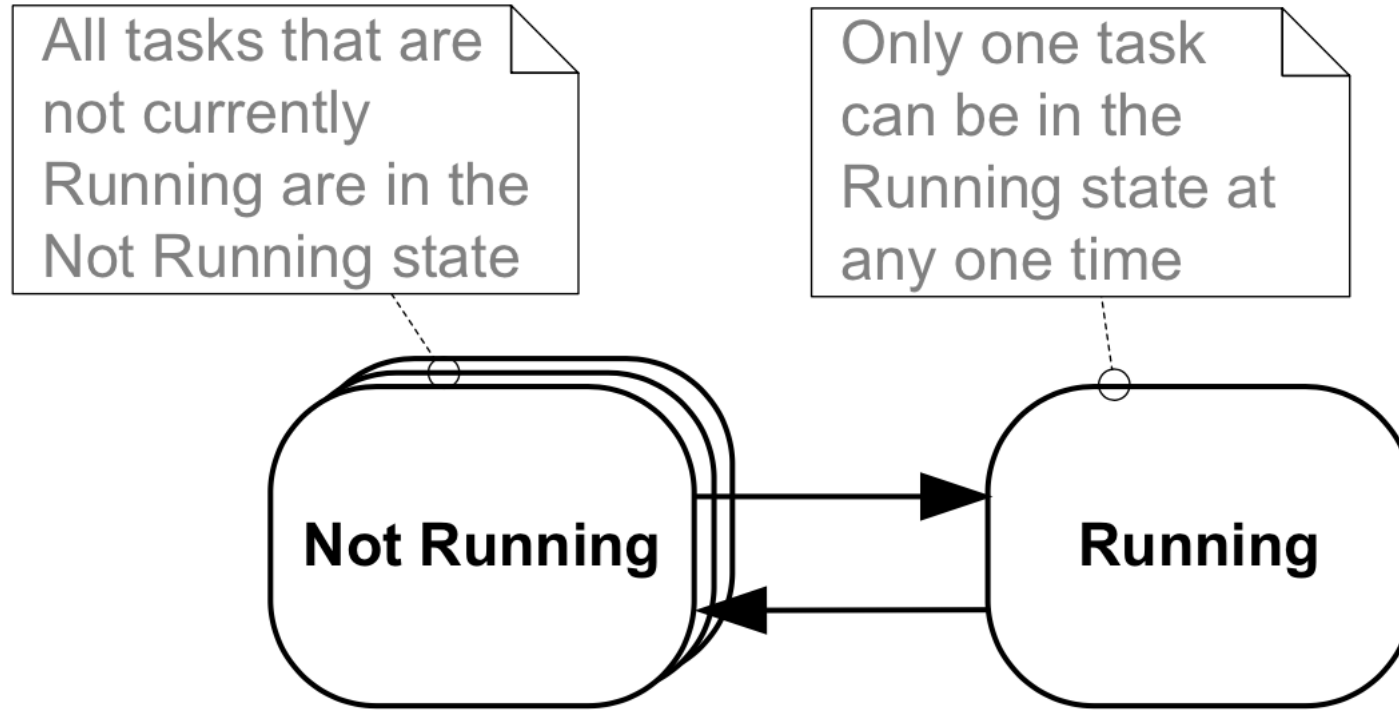 All tasks that are
not currently
Running are in the
Not Running state
Only one task
can be in the
Running state at
any one time
Not Running
Running